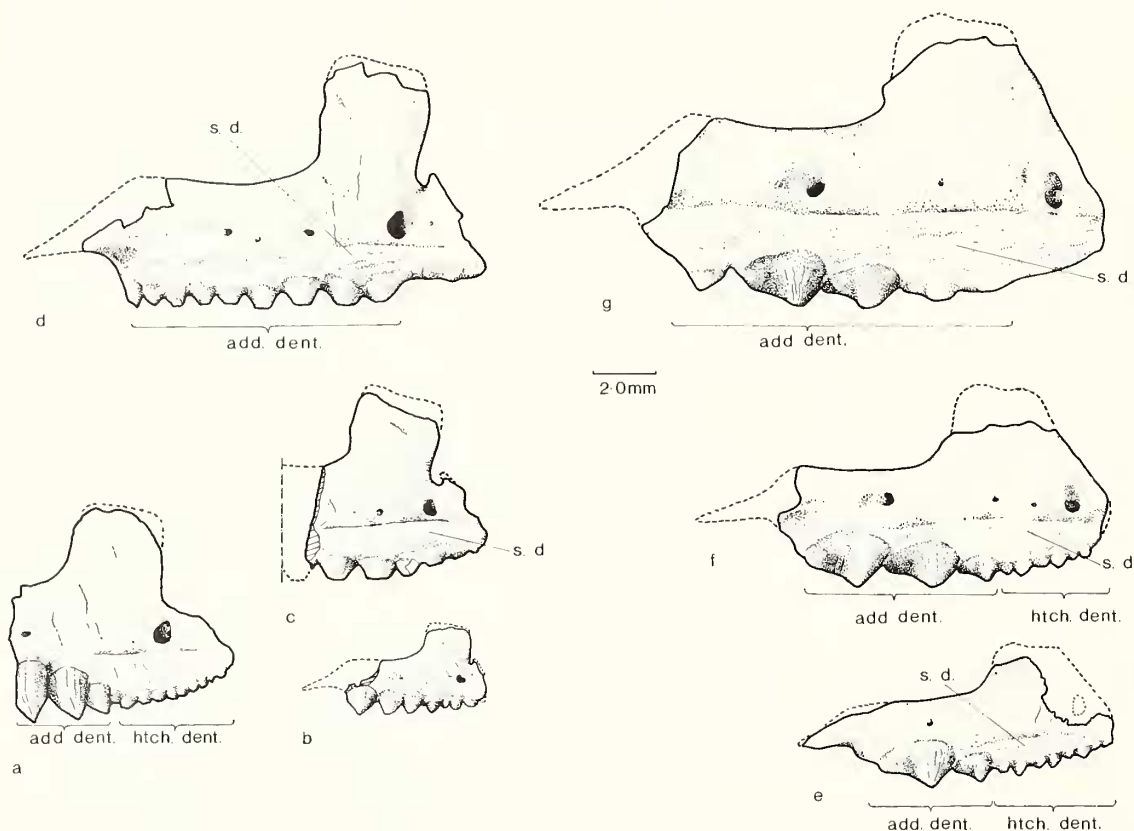 s. d.
d
add. dent.
g
s. d
add dent.
2·0mm
c
s. d
f
s. d
add dent.
htch. dent.
a
add dent.
htch. dent.
b
s. d.
e
add. dent.
htch. dent.